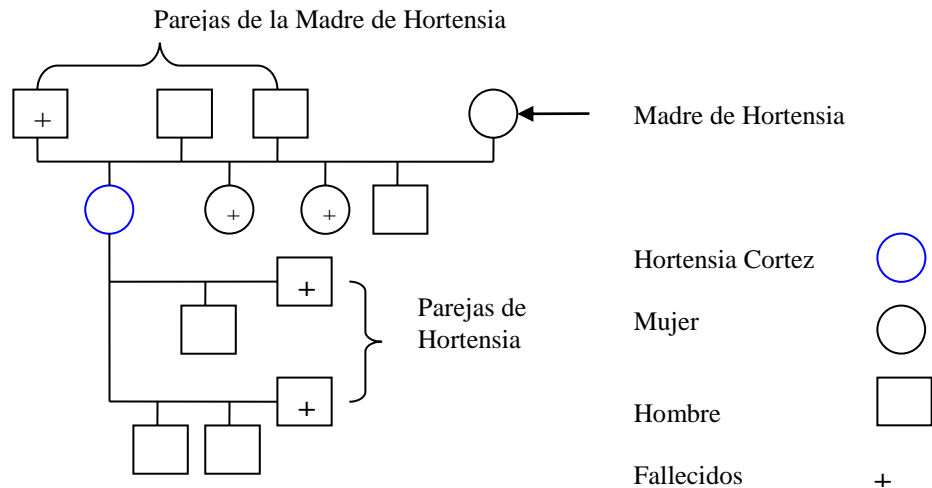 Parejas de la Madre de Hortensia
+
Madre de Hortensia
+ +
Hortensia Cortez
+
Parejas de
Hortensia
Mujer
+
Hombre
Fallecidos +